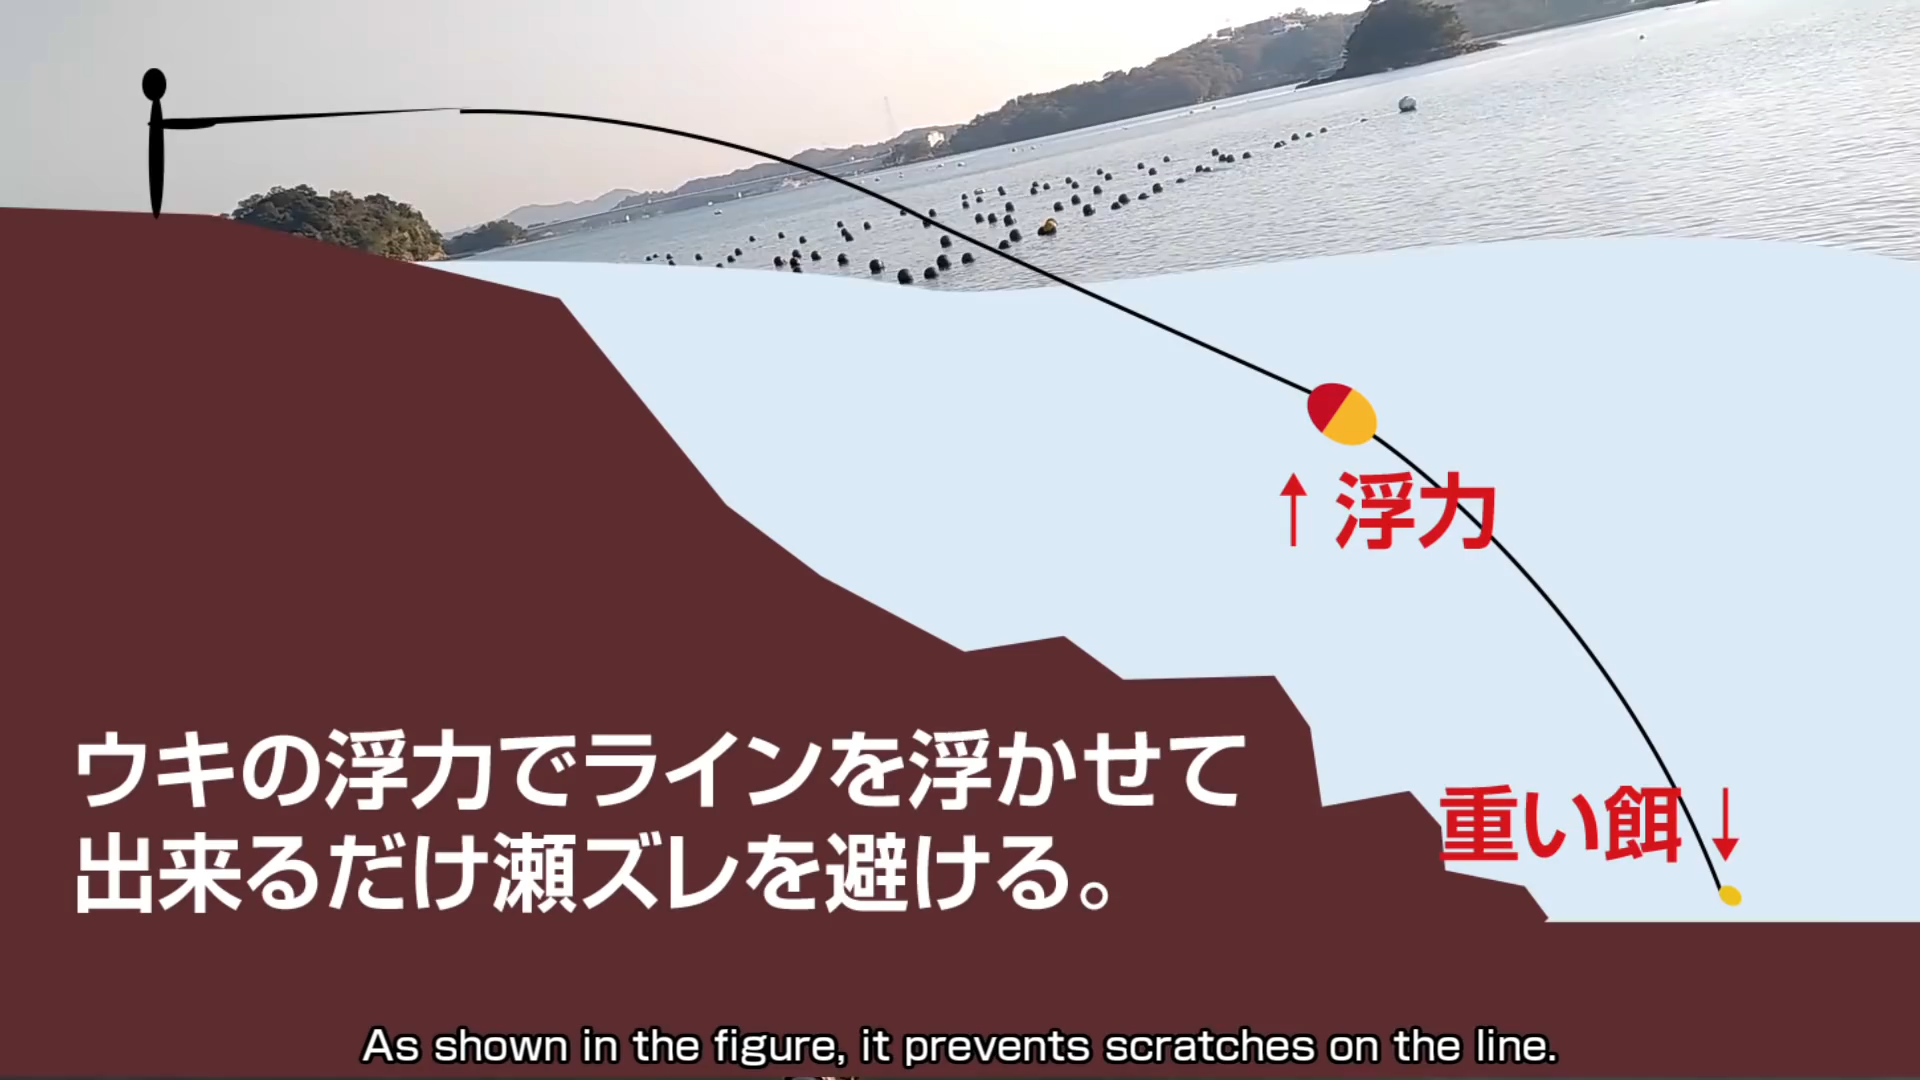 ↑ 浮力
重い餌 ↓
ウキの浮力でラインを浮かせて
出来るだけ瀬ズレを避ける。
As shown in the figure, it prevents scratches on the line.